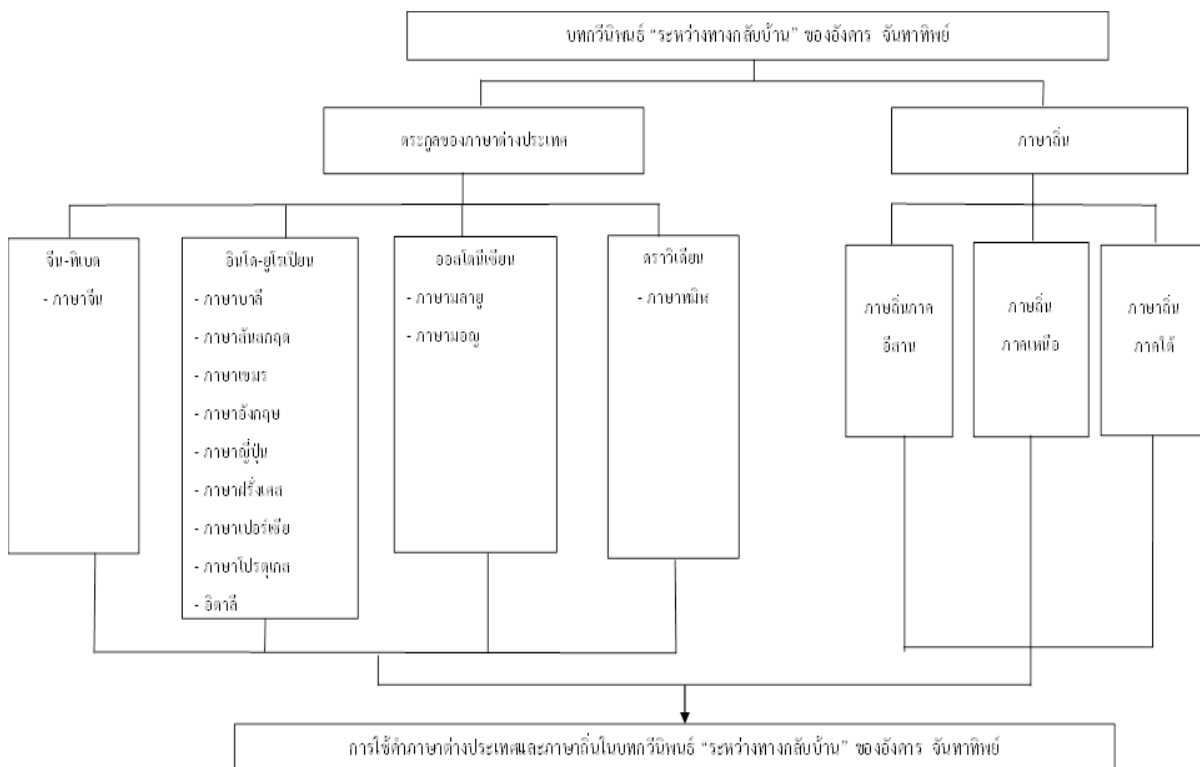 บทกวีนิพนธ์ “ระหว่างทางกลับบ้าน” ของอังคาร จันทาทิพย์
ตระกูลของภาษาต่างประเทศ
ภาษาถิ่น
จีน-ทิเบต
- ภาษาจีน
อินโด-ยูโรเปียน
- ภาษาบาลี
- ภาษาสันสกฤต
- ภาษาเขมร
- ภาษาอังกฤษ
- ภาษาญี่ปุ่น
- ภาษาฝรั่งเศส
- ภาษาเปอร์เซีย
- ภาษาโปรตุเกส
- อิตาลี
ออสโตนีเซียน
- ภาษามลายู
- ภาษามอญ
ดราวิเดียน
- ภาษาทมิฬ
ภาษถิ่นภาค
อีสาน
ภาษถิ่น
ภาคเหนือ
ภาษาถิ่น
ภาคใต้
การใช้คำภาษาต่างประเทศและภาษาถิ่นในบทกวีนิพนธ์ “ระหว่างทางกลับบ้าน” ของอังคาร จันทาทิพย์